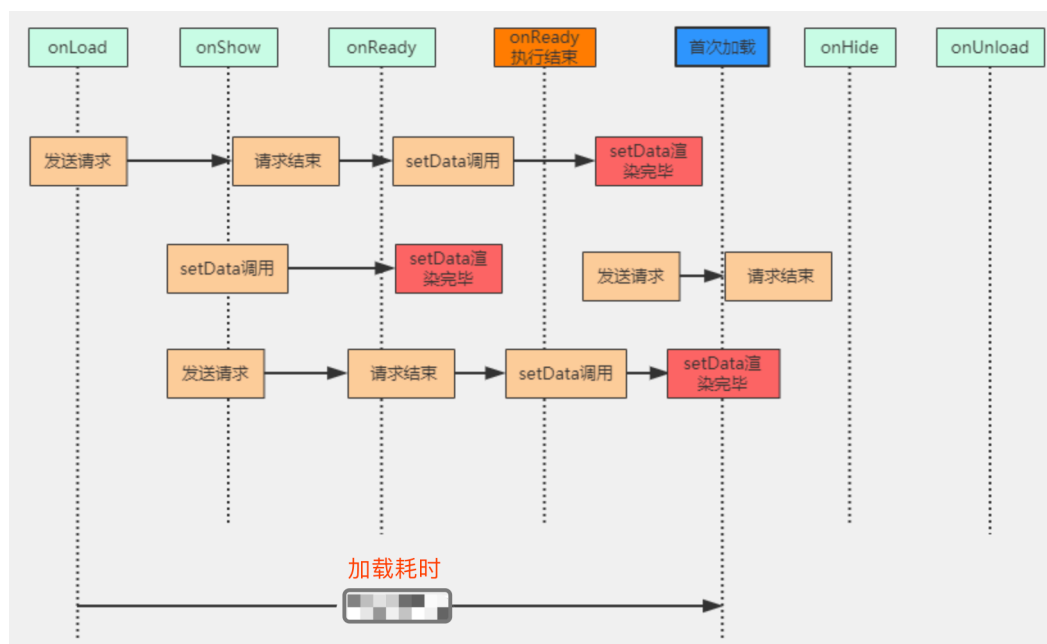 onLoad
onShow
onReady
onReady
执行结束
首次加载
onHide
onUnload
发送请求
请求结束
setData调用
setData渲
染完毕
setData调用
setData渲
染完毕
发送请求
请求结束
发送请求
请求结束
setData调用
setData渲
染完毕
加载耗时